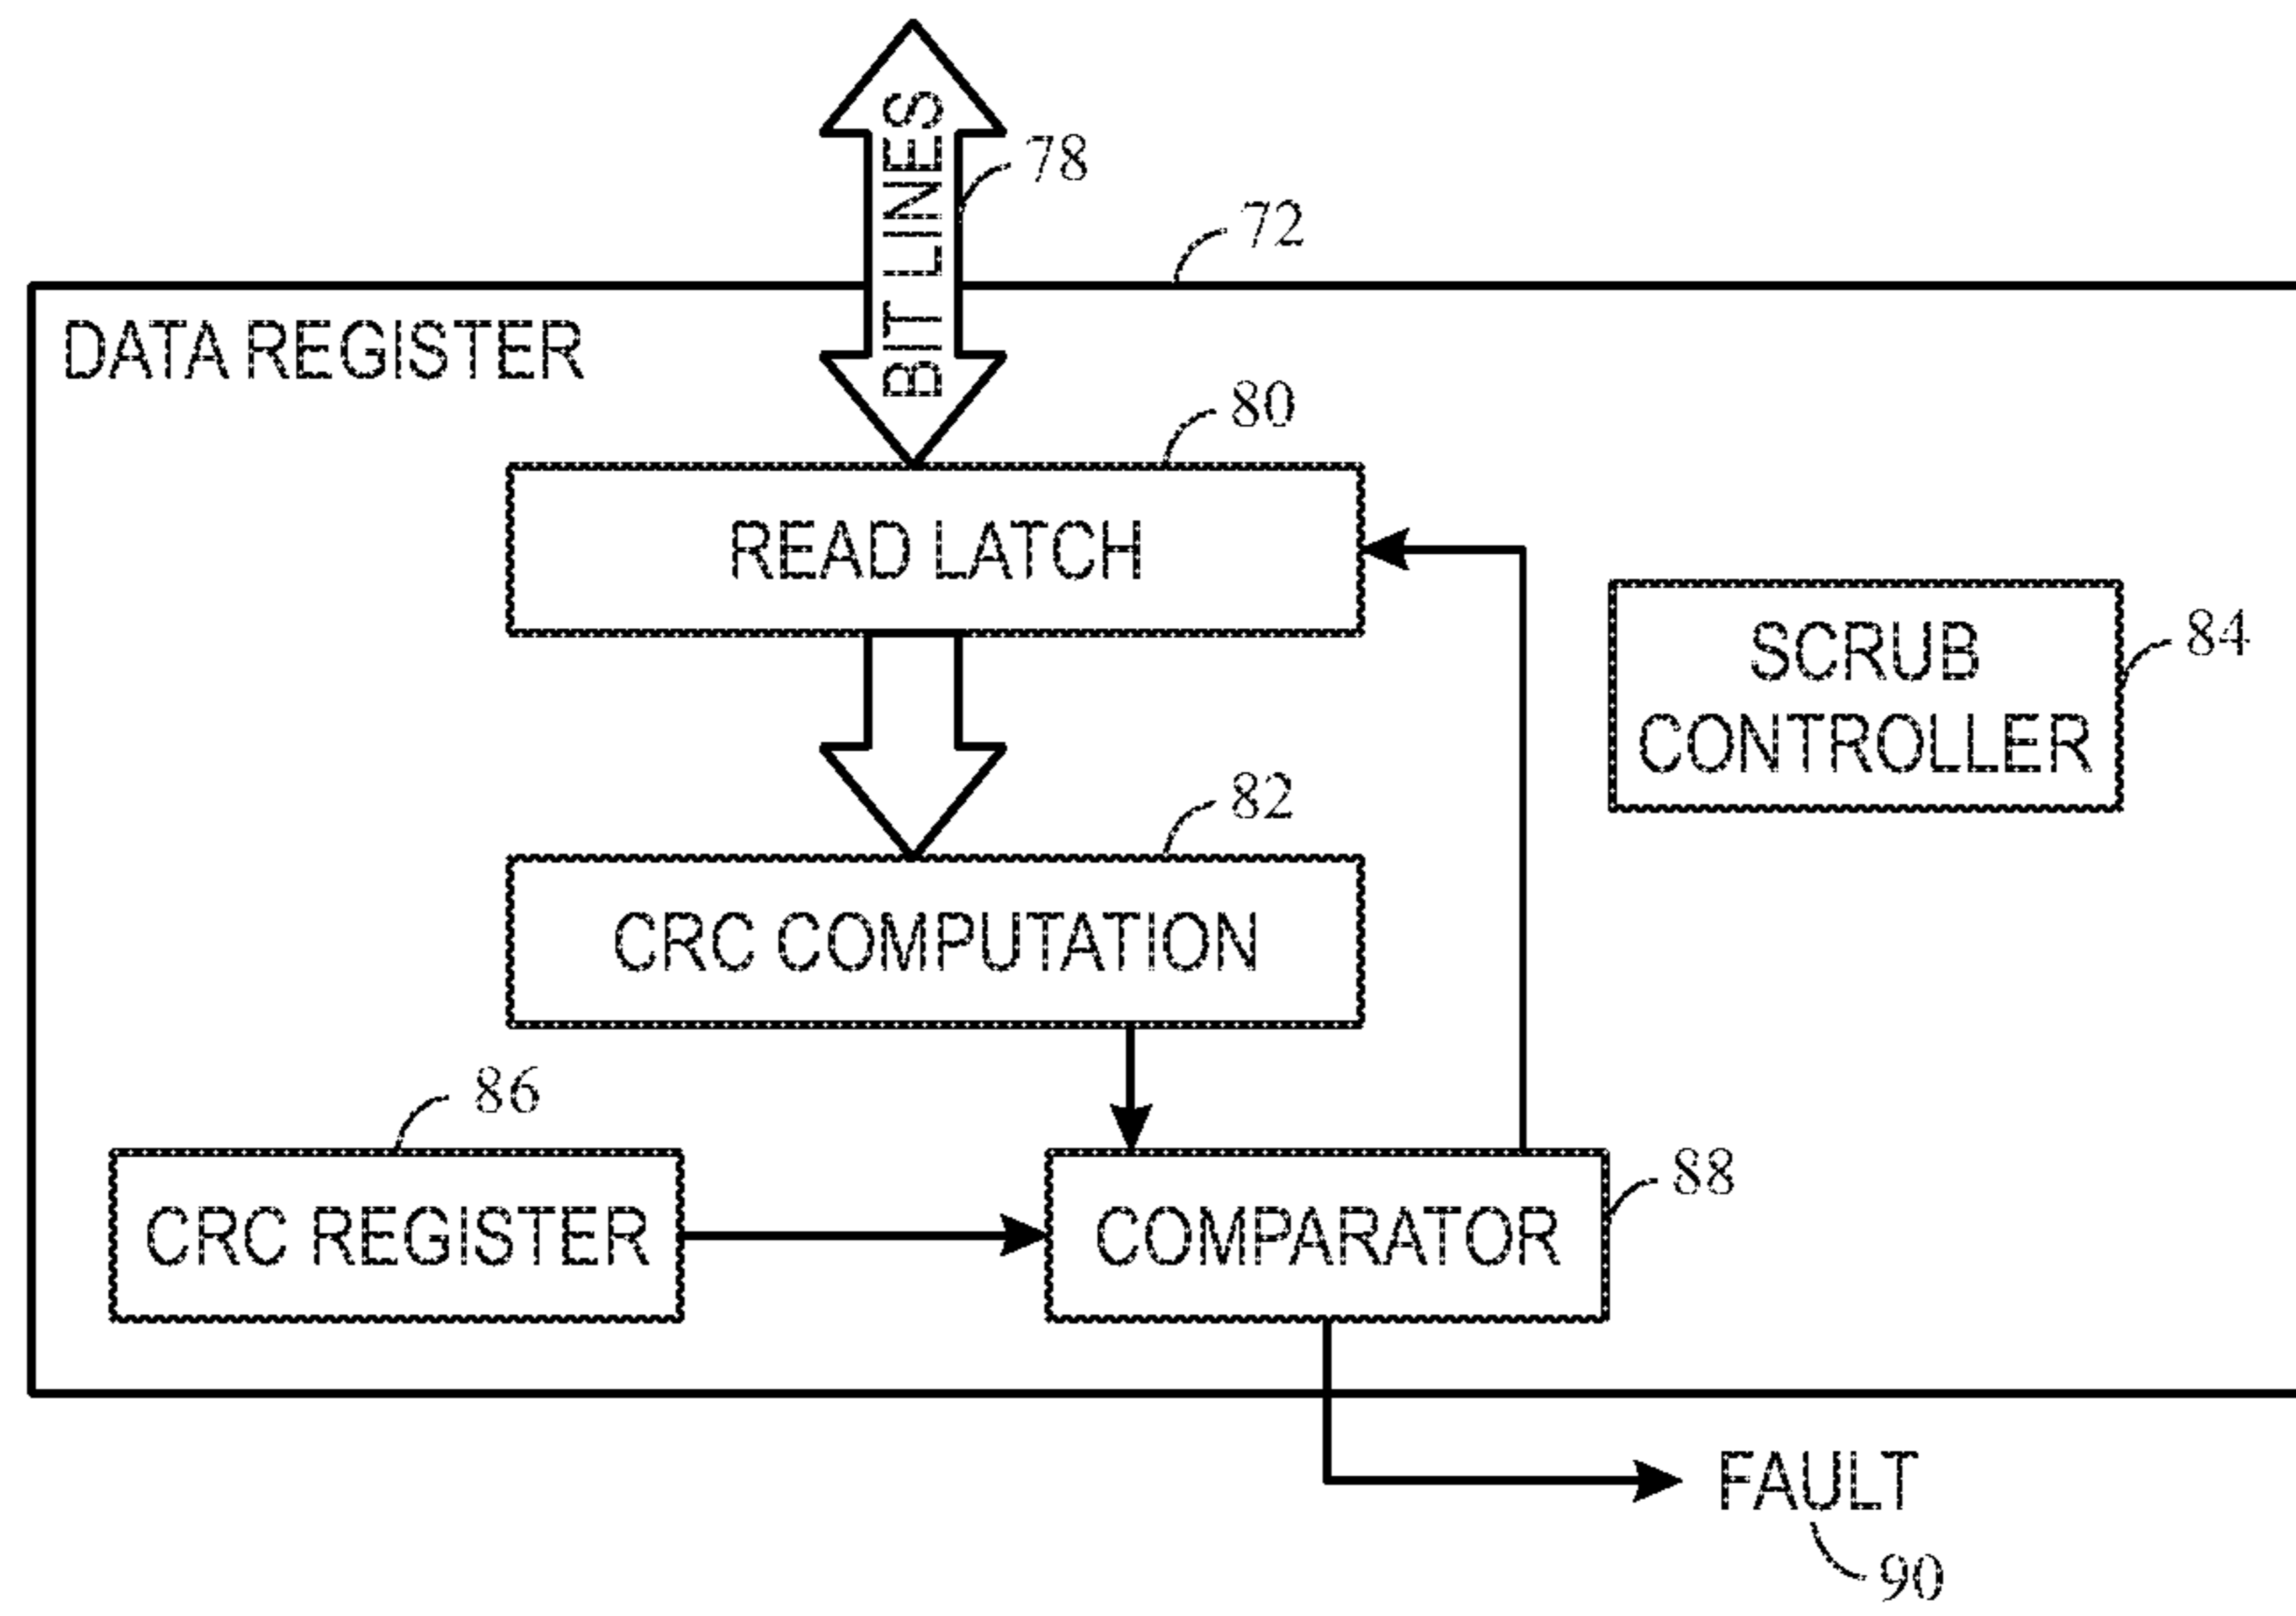 BIT LINES
78
72
DATA REGISTER
80
READ LATCH
SCRUB
CONTROLLER
84
82
CRC COMPUTATION
86
CRC REGISTER
COMPARATOR
88
FAULT
90